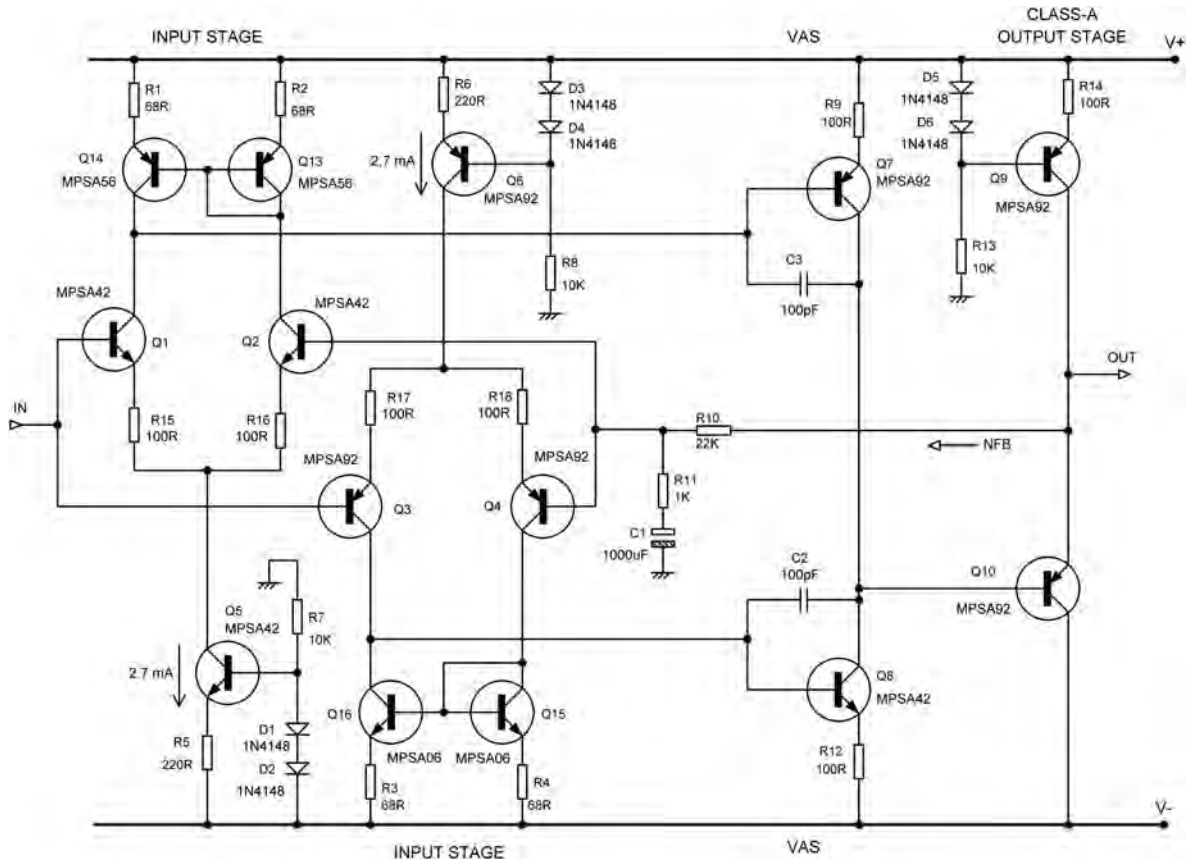 CLASS-A
INPUT STAGE
VAS
OUTPUT STAGE
V+
R1
68R
R2
68R
R6
220R
D3
1N4148
D4
1N4148
R9
100R
D5
1N4148
D6
1N4148
R14
100R
Q14
MPSA56
Q13
MPSA56
2,7 mA
Q6
MPSA92
Q7
MPSA92
Q9
MPSA92
R8
10K
R13
10K
C3
100pF
MPSA42
Q1
MPSA42
Q2
OUT
IN
R15
100R
R16
100R
R17
100R
R18
100R
R10
22K
NFB
MPSA92
Q3
MPSA92
Q4
R11
1K
C1
1000uF
C2
100pF
Q10
MPSA92
Q5
MPSA42
R7
10K
2.7 mA
Q8
MPSA42
D1
1N4148
D2
1N4148
Q16
MPSA06
Q15
MPSA06
R5
220R
R3
68R
R4
68R
R12
100R
V-
INPUT STAGE
VAS